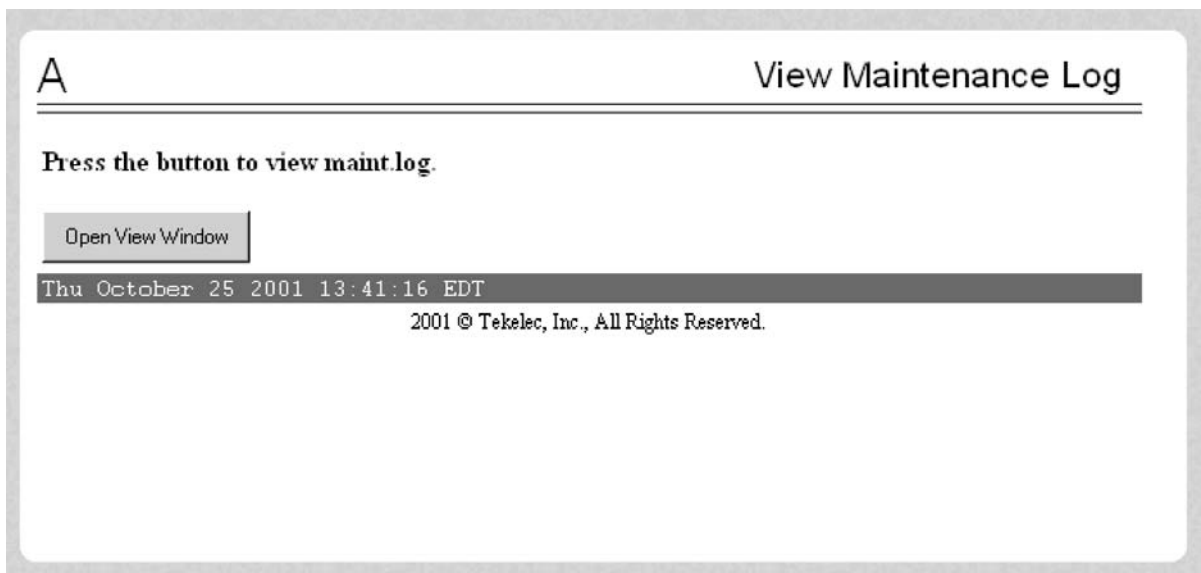 A View Maintenance Log
Press the button to view maint.log.
Open View Window
Thu October 25 2001 13:41:16 EDT
2001 © Tekelec, Inc., All Rights Reserved.